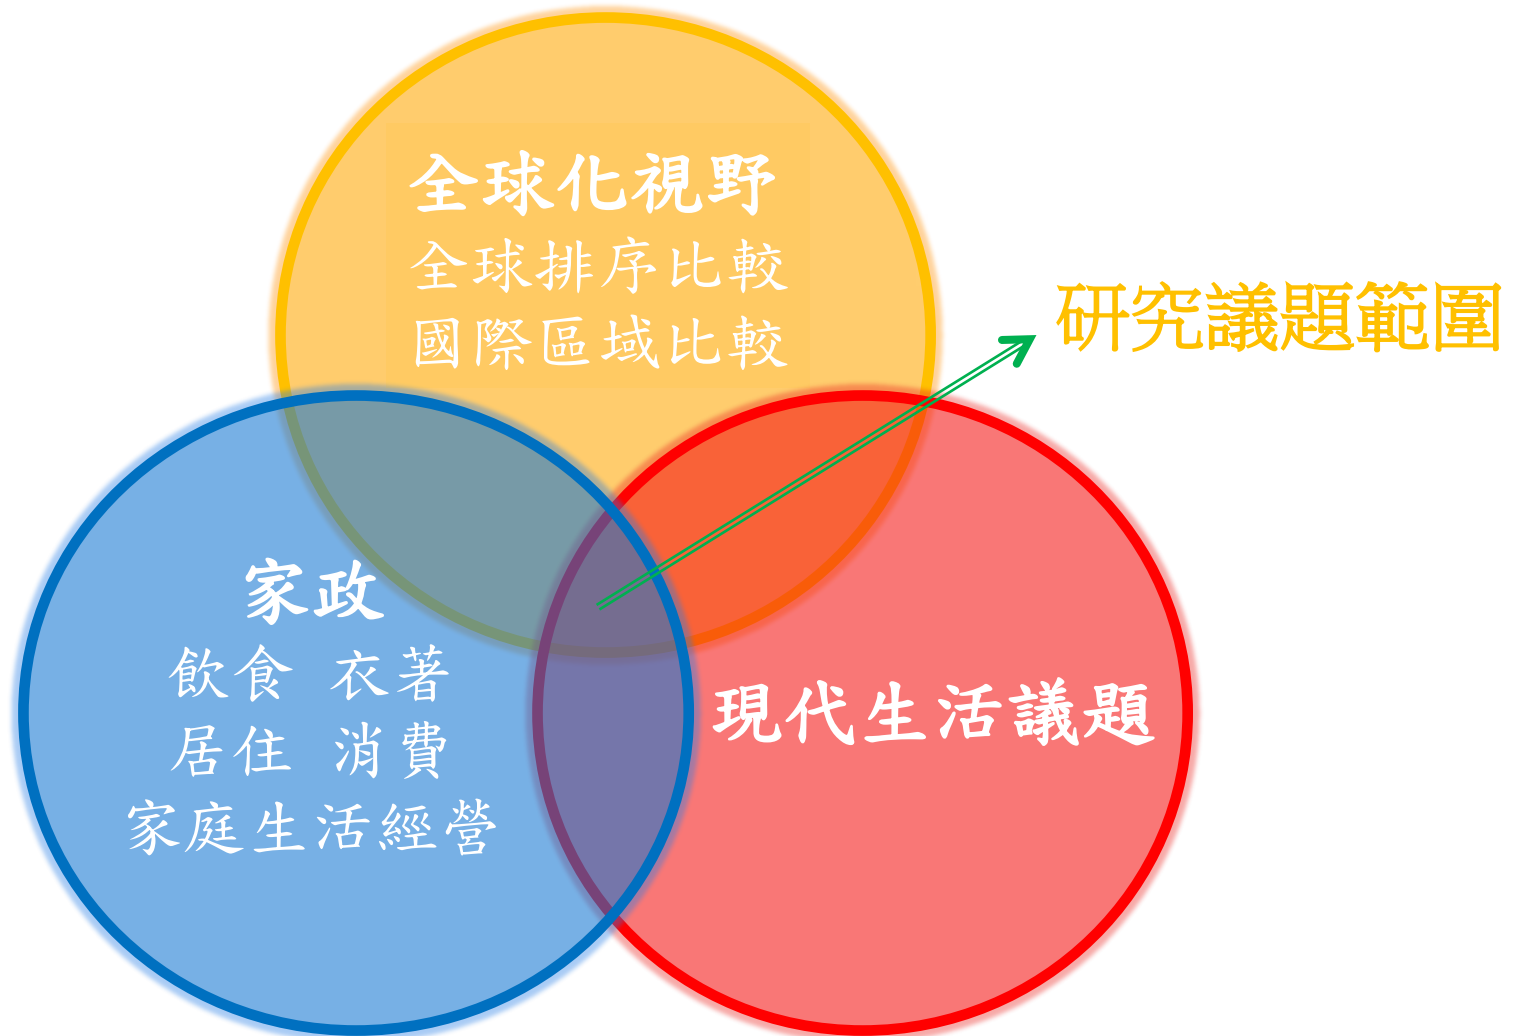 全球化視野
全球排序比較
國際區域比較
研究議題範圍
家政
飲食 衣著
居住 消費
家庭生活經營
現代生活議題